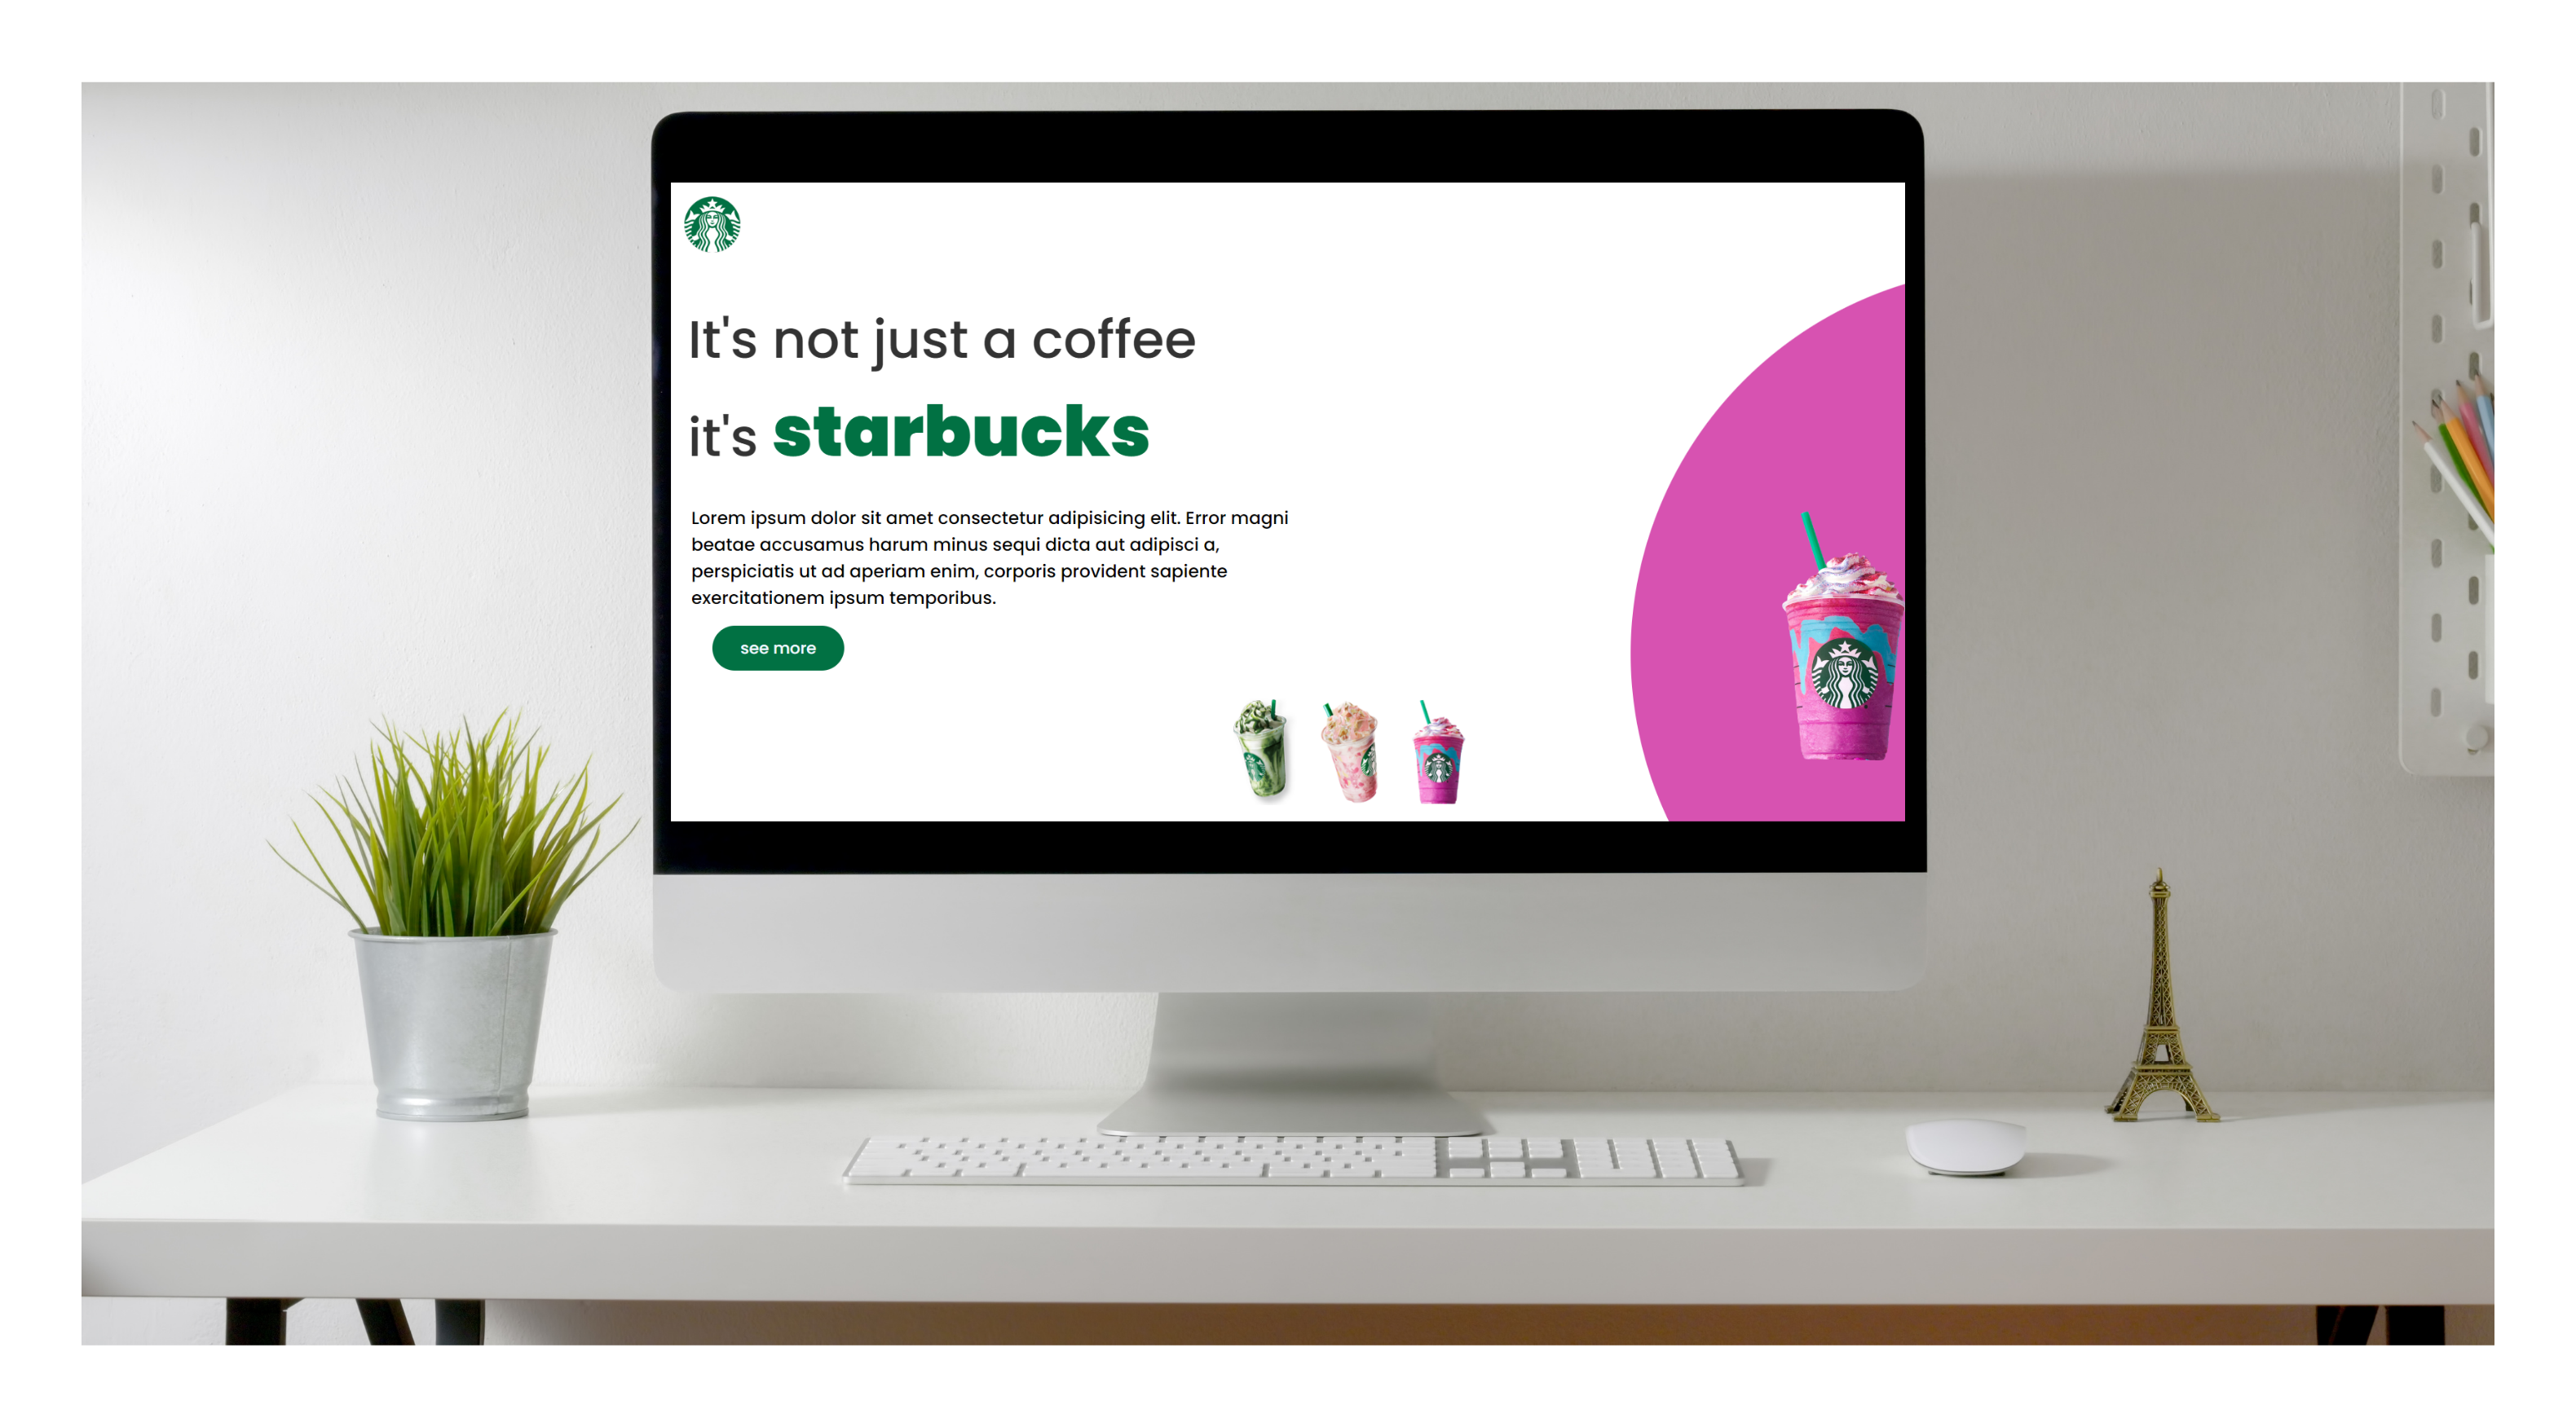 It's not just a coffee
it's starbucks
Lorem ipsum dolor sit amet consectetur adipisicing elit. Error magni
beatae accusamus harum minus sequi dicta aut adipisci a,
perspiciatis ut ad aperiam enim, corporis provident sapiente
exercitationem ipsum temporibus.
see more